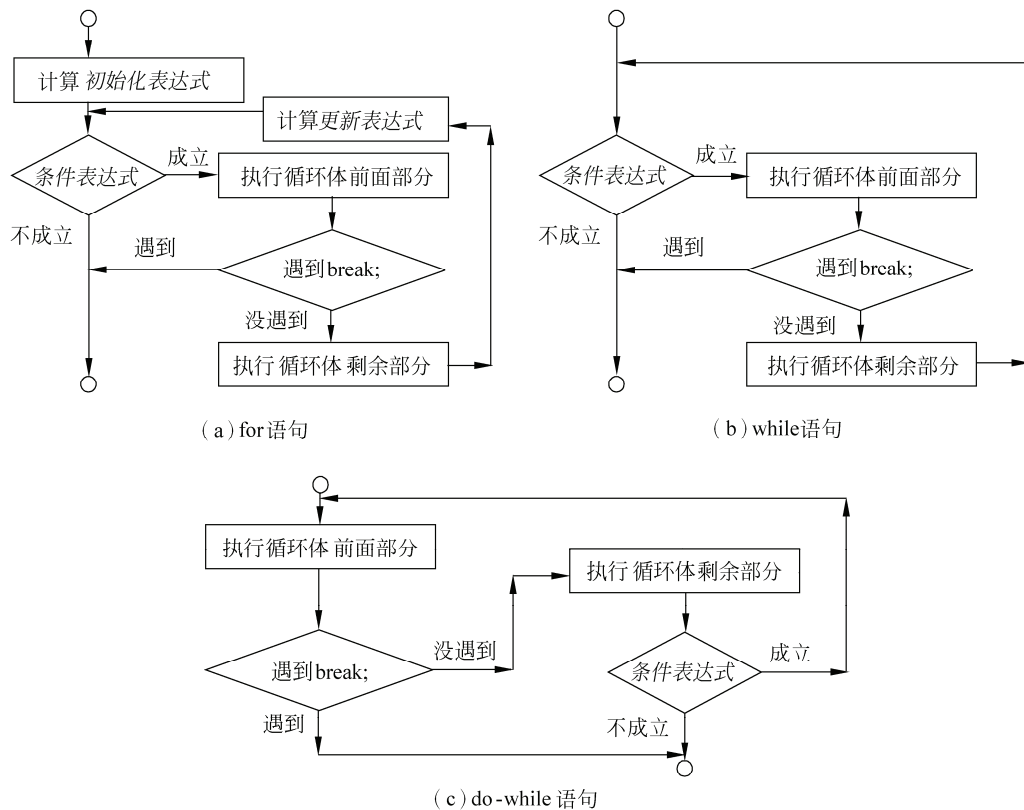 计算 初始化表达式
计算更新表达式
条件表达式
成立
执行循环体前面部分
不成立
遇到
遇到break;
没遇到
执行 循环体 剩余部分
(a) for语句
条件表达式
成立
执行循环体前面部分
不成立
遇到
遇到break;
没遇到
执行循环体剩余部分
(b) while语句
执行循环体 前面部分
执行 循环体剩余部分
没遇到
遇到break;
条件表达式
成立
遇到
不成立
(c) do-while 语句